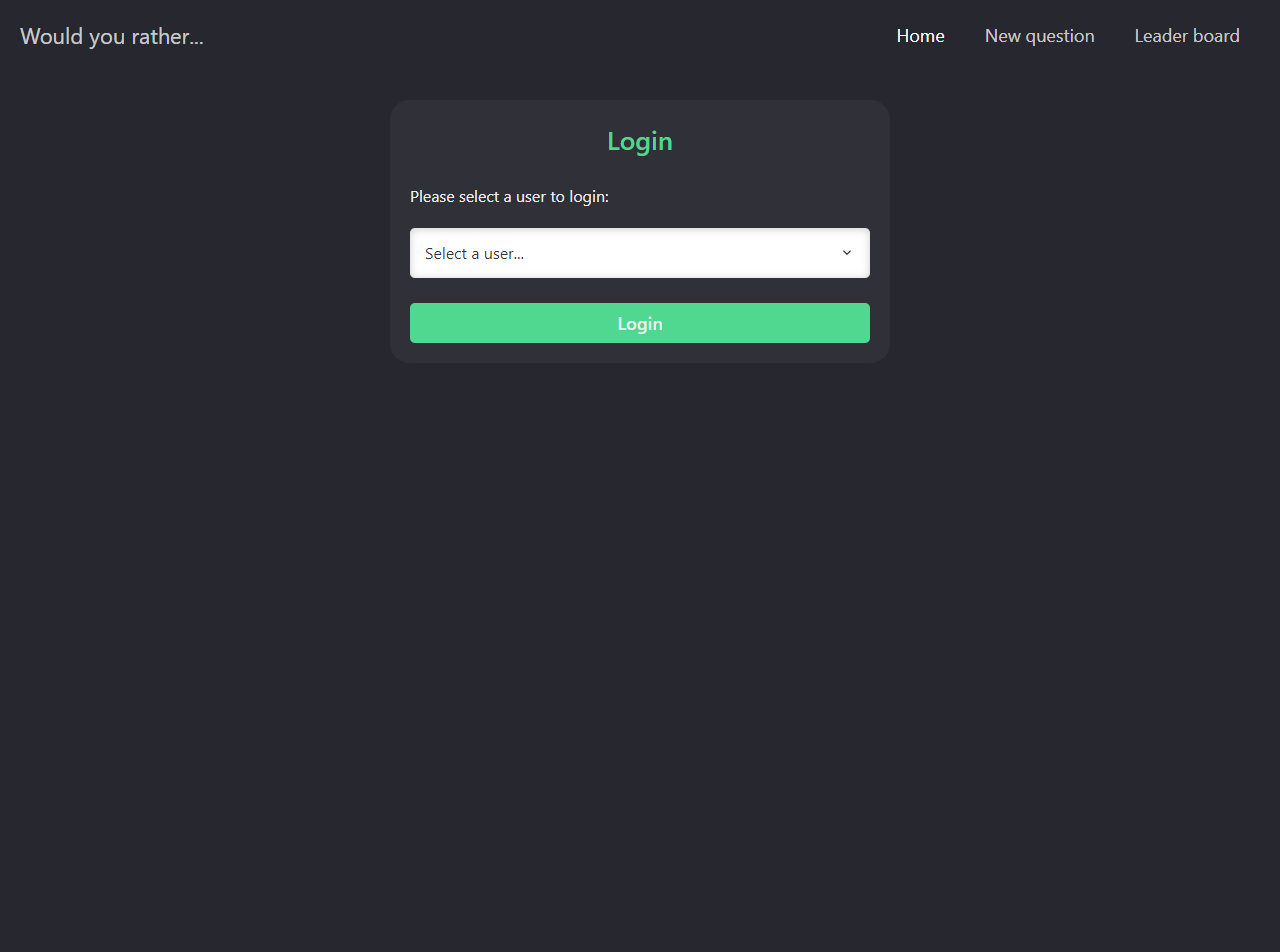 Would you rather...
Home New question Leader board
Login
Please select a user to login:
Select a user...
Login